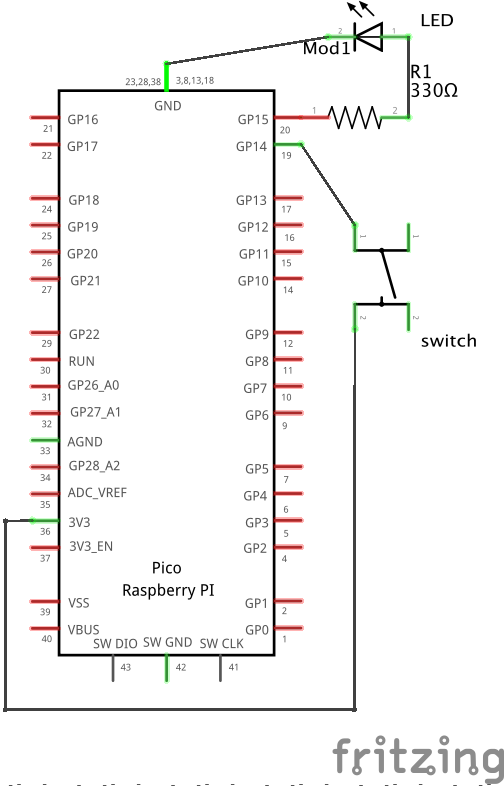 LED
2
1
Mod1
R1
330Ω
23,28,38
3,8,13,18
GND
GP16
GP15
1
2
21
20
GP17
GP14
22
19
GP18
GP13
24
17
1
1
GP19
GP12
25
16
GP20
GP11
26
15
GP21
GP10
27
14
2
2
GP22
GP9
29
12
switch
RUN
GP8
30
11
GP26_A0
GP7
31
10
GP27_A1
GP6
32
9
AGND
33
GP28_A2
GP5
34
7
ADC_VREF
GP4
35
6
3V3
GP3
36
5
3V3_EN
GP2
37
4
Pico
Raspberry PI
VSS
GP1
39
2
VBUS
GP0
40
1
SW DIO
SW GND
SW CLK
43
42
41
fritzing